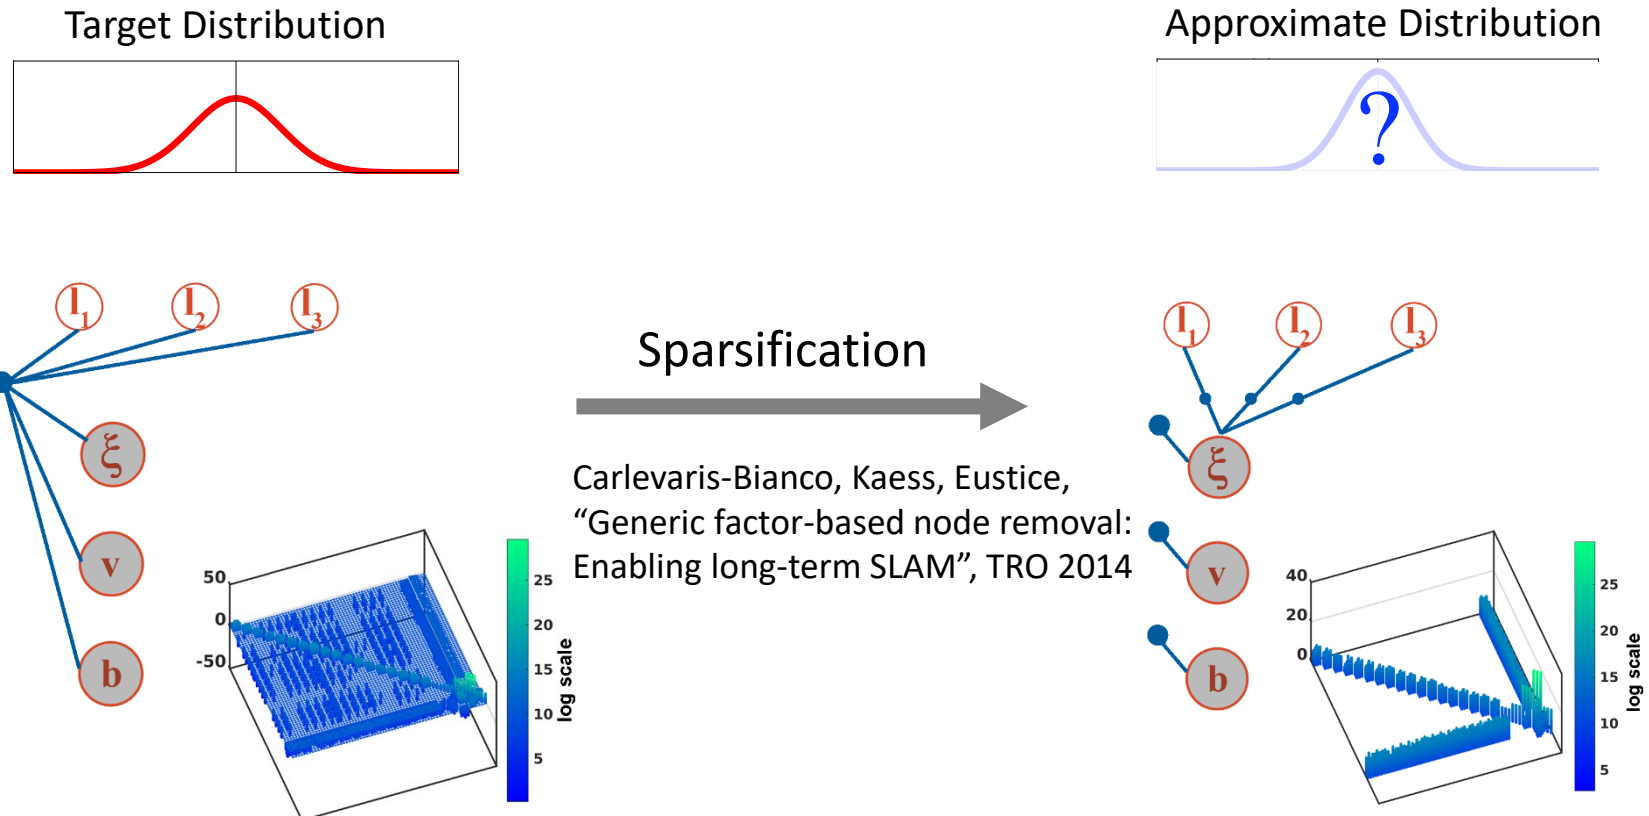 Target Distribution
Approximate Distribution
?
l1 l2 l3
ξ
v
b
50
0
-50
25
20
15
10
5
log scale
Sparsification
Carlevaris-Bianco, Kaess, Eustice,
“Generic factor-based node removal:
Enabling long-term SLAM”, TRO 2014
l1 l2 l3
ξ
v
b
40
20
0
25
20
15
10
5
log scale